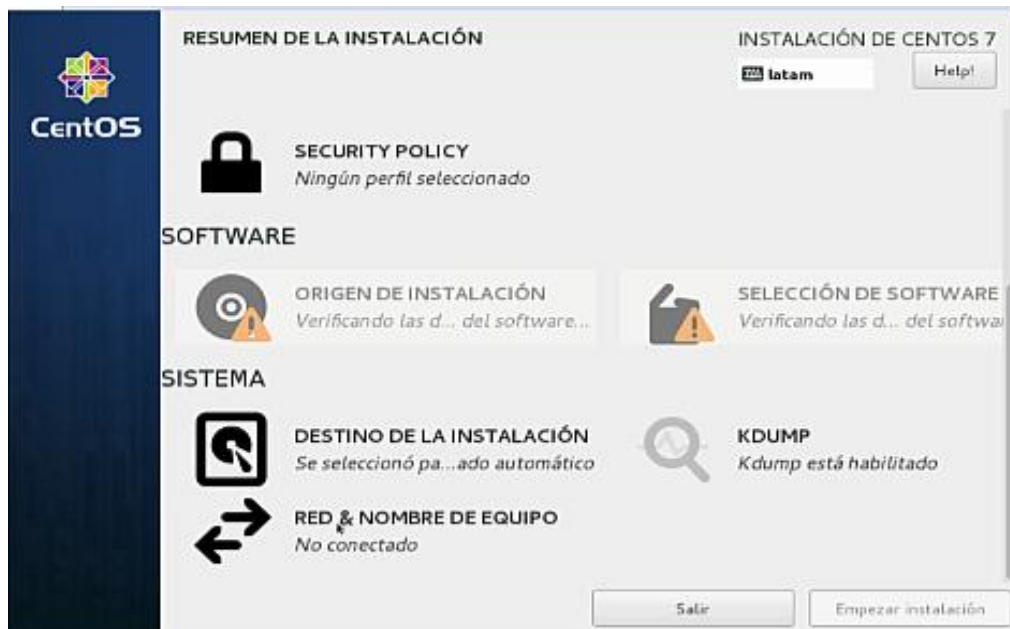 RESUMEN DE LA INSTALACIÓN
INSTALACIÓN DE CENTOS 7
latam
Help!
CentOS
SECURITY POLICY
Ningún perfil seleccionado
SOFTWARE
ORIGEN DE INSTALACIÓN
Verificando las d... del software...
SELECCIÓN DE SOFTWARE
Verificando las d... del softwa
SISTEMA
DESTINO DE LA INSTALACIÓN
Se seleccionó pa...ado automático
KDUMP
Kdump está habilitado
RED & NOMBRE DE EQUIPO
No conectado
Salir
Empezar instalación